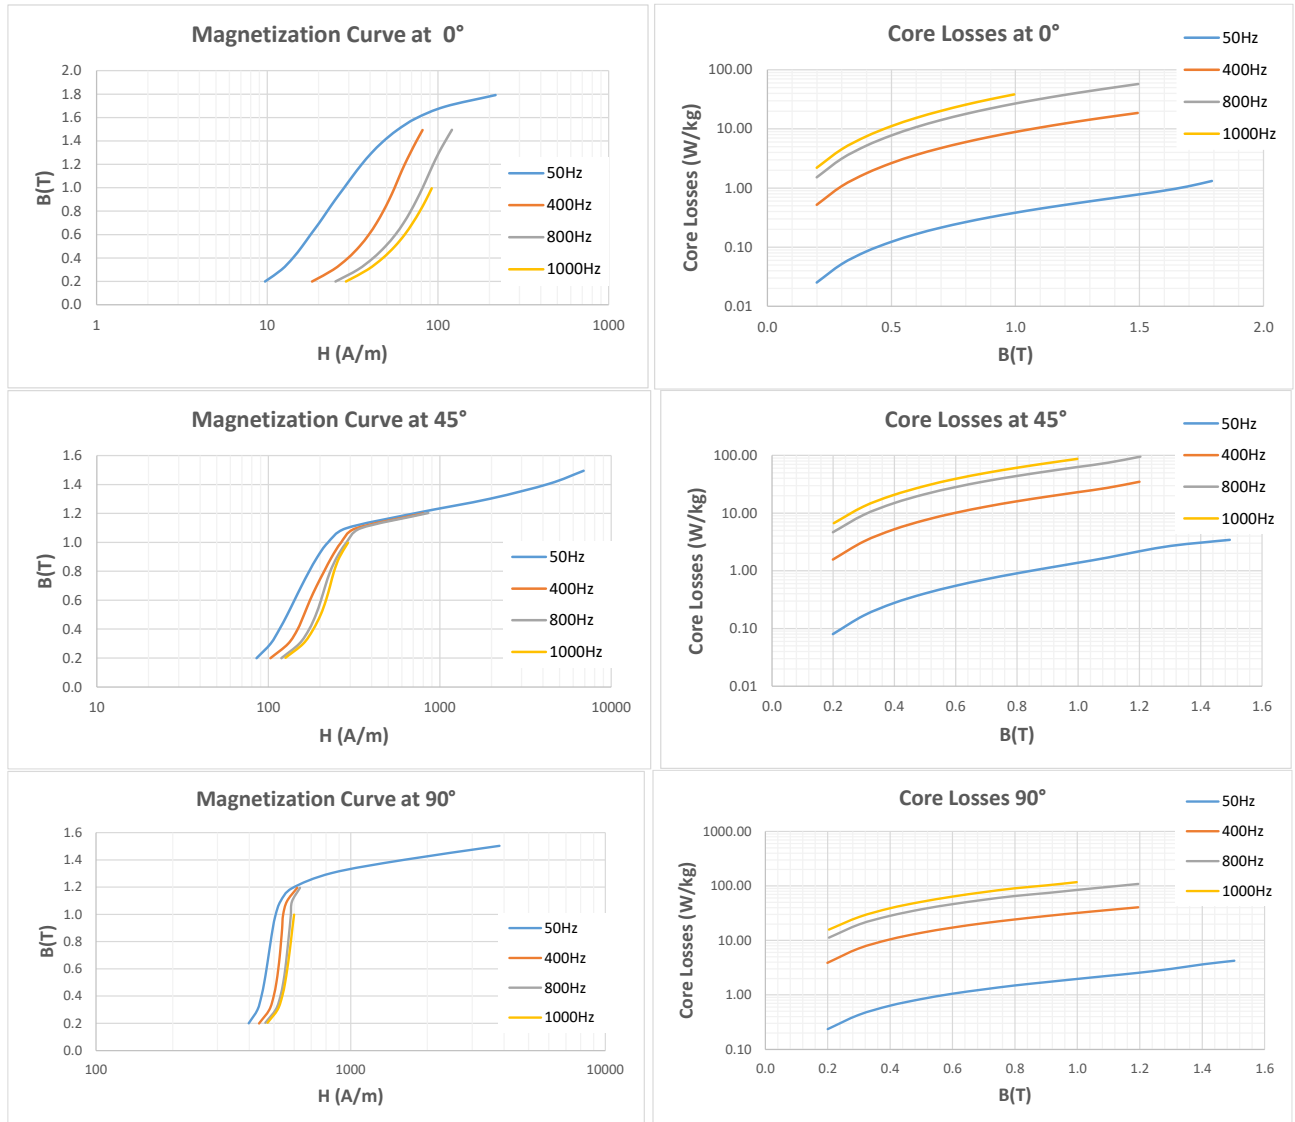 Magnetization Curve at 0°
B(T)
2.0
1.8
1.6
1.4
1.2
1.0
0.8
0.6
0.4
0.2
0.0
1
10
100
1000
H (A/m)
50Hz
400Hz
800Hz
1000Hz
Core Losses at 0°
Core Losses (W/kg)
100.00
10.00
1.00
0.10
0.01
0.0
0.5
1.0
1.5
2.0
B(T)
50Hz
400Hz
800Hz
1000Hz
Magnetization Curve at 45°
B(T)
1.6
1.4
1.2
1.0
0.8
0.6
0.4
0.2
0.0
10
100
1000
10000
H (A/m)
50Hz
400Hz
800Hz
1000Hz
Core Losses at 45°
Core Losses (W/kg)
100.00
10.00
1.00
0.10
0.01
0.0
0.2
0.4
0.6
0.8
1.0
1.2
1.4
1.6
B(T)
50Hz
400Hz
800Hz
1000Hz
Magnetization Curve at 90°
B(T)
1.6
1.4
1.2
1.0
0.8
0.6
0.4
0.2
0.0
100
1000
10000
H (A/m)
50Hz
400Hz
800Hz
1000Hz
Core Losses 90°
Core Losses (W/kg)
1000.00
100.00
10.00
1.00
0.10
0.0
0.2
0.4
0.6
0.8
1.0
1.2
1.4
1.6
B(T)
50Hz
400Hz
800Hz
1000Hz